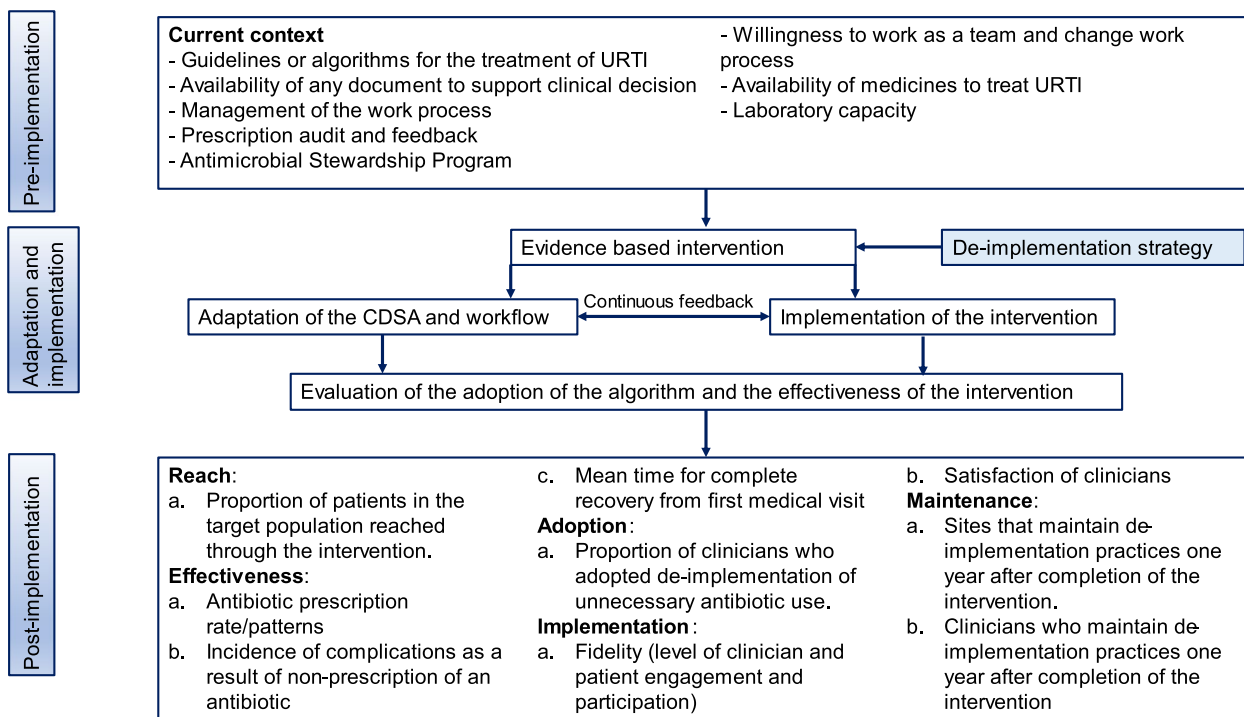 Pre-implementation
Current context
- Guidelines or algorithms for the treatment of URTI
- Availability of any document to support clinical decision
- Management of the work process
- Prescription audit and feedback
- Antimicrobial Stewardship Program
- Willingness to work as a team and change work
process
- Availability of medicines to treat URTI
- Laboratory capacity
Adaptation and
implementation
Evidence based intervention
De-implementation strategy
Adaptation of the CDSA and workflow
Continuous feedback
Implementation of the intervention
Evaluation of the adoption of the algorithm and the effectiveness of the intervention
Post-implementation
Reach:
a. Proportion of patients in the
target population reached
through the intervention.
Effectiveness:
a. Antibiotic prescription
rate/patterns
b. Incidence of complications as a
result of non-prescription of an
antibiotic
c. Mean time for complete
recovery from first medical visit
Adoption:
a. Proportion of clinicians who
adopted de-implementation of
unnecessary antibiotic use.
Implementation:
a. Fidelity (level of clinician and
patient engagement and
participation)
b. Satisfaction of clinicians
Maintenance:
a. Sites that maintain de-
implementation practices one
year after completion of the
intervention.
b. Clinicians who maintain de-
implementation practices one
year after completion of the
intervention